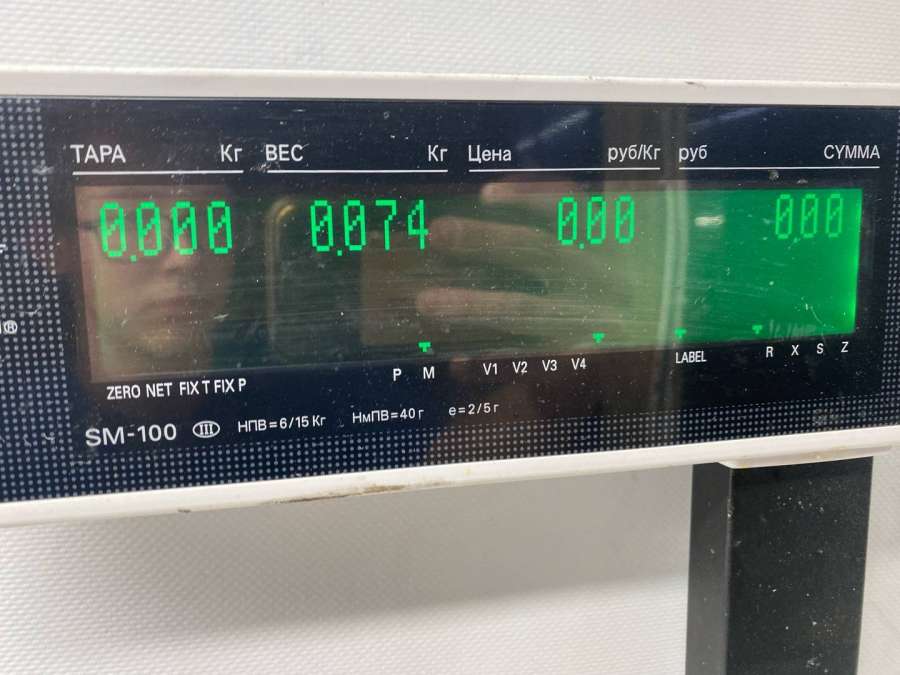 ТАРА Кг ВЕС Кг Цена руб/Кг руб СУММА
0.000 0.074 0.00 0.00
P M V1 V2 V3 V4 LABEL R X S Z
ZERO NET FIX T FIX P
SM-100 III НПВ=6/15 Кг НмПВ=40 г e=2/5 г